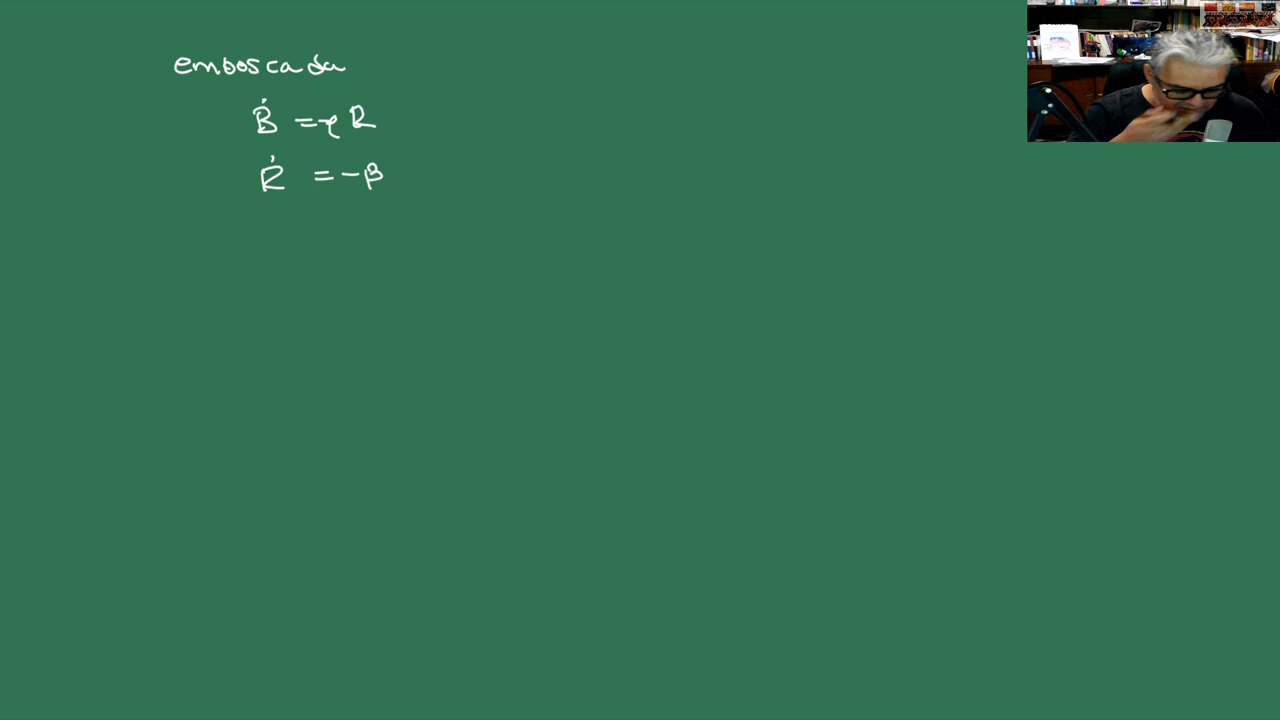 emboscada
Ḃ = -ρ R
Ṙ = -β